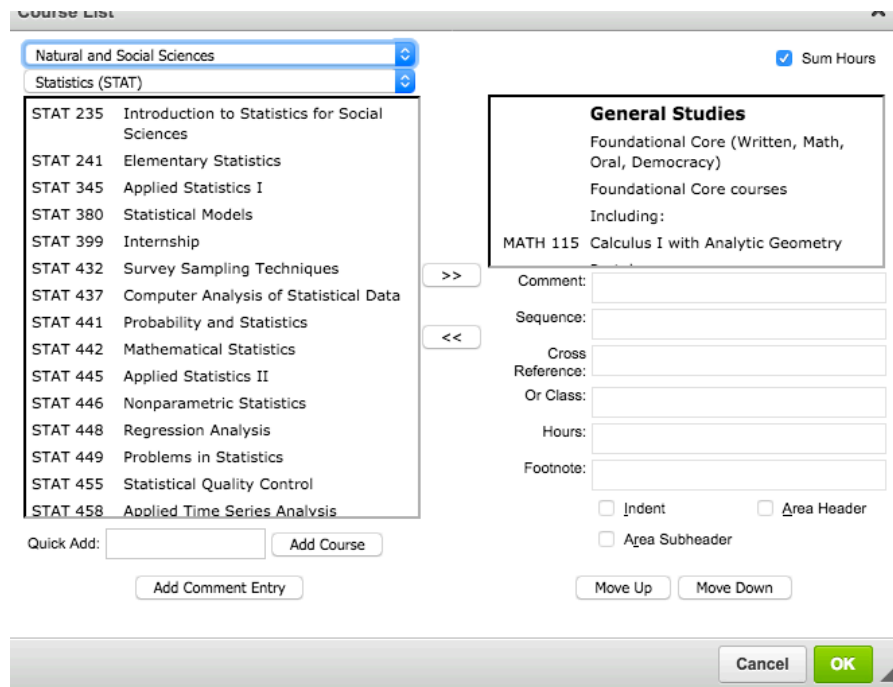 Course List
Natural and Social Sciences
Sum Hours
Statistics (STAT)
STAT 235 Introduction to Statistics for Social
Sciences
STAT 241 Elementary Statistics
STAT 345 Applied Statistics I
STAT 380 Statistical Models
STAT 399 Internship
STAT 432 Survey Sampling Techniques
STAT 437 Computer Analysis of Statistical Data
STAT 441 Probability and Statistics
STAT 442 Mathematical Statistics
STAT 445 Applied Statistics II
STAT 446 Nonparametric Statistics
STAT 448 Regression Analysis
STAT 449 Problems in Statistics
STAT 455 Statistical Quality Control
STAT 458 Applied Time Series Analysis
Quick Add:
Add Course
Add Comment Entry
>>
<<
General Studies
Foundational Core (Written, Math,
Oral, Democracy)
Foundational Core courses
Including:
MATH 115 Calculus I with Analytic Geometry
Comment:
Sequence:
Cross
Reference:
Or Class:
Hours:
Footnote:
Indent
Area Header
Area Subheader
Move Up
Move Down
Cancel
OK